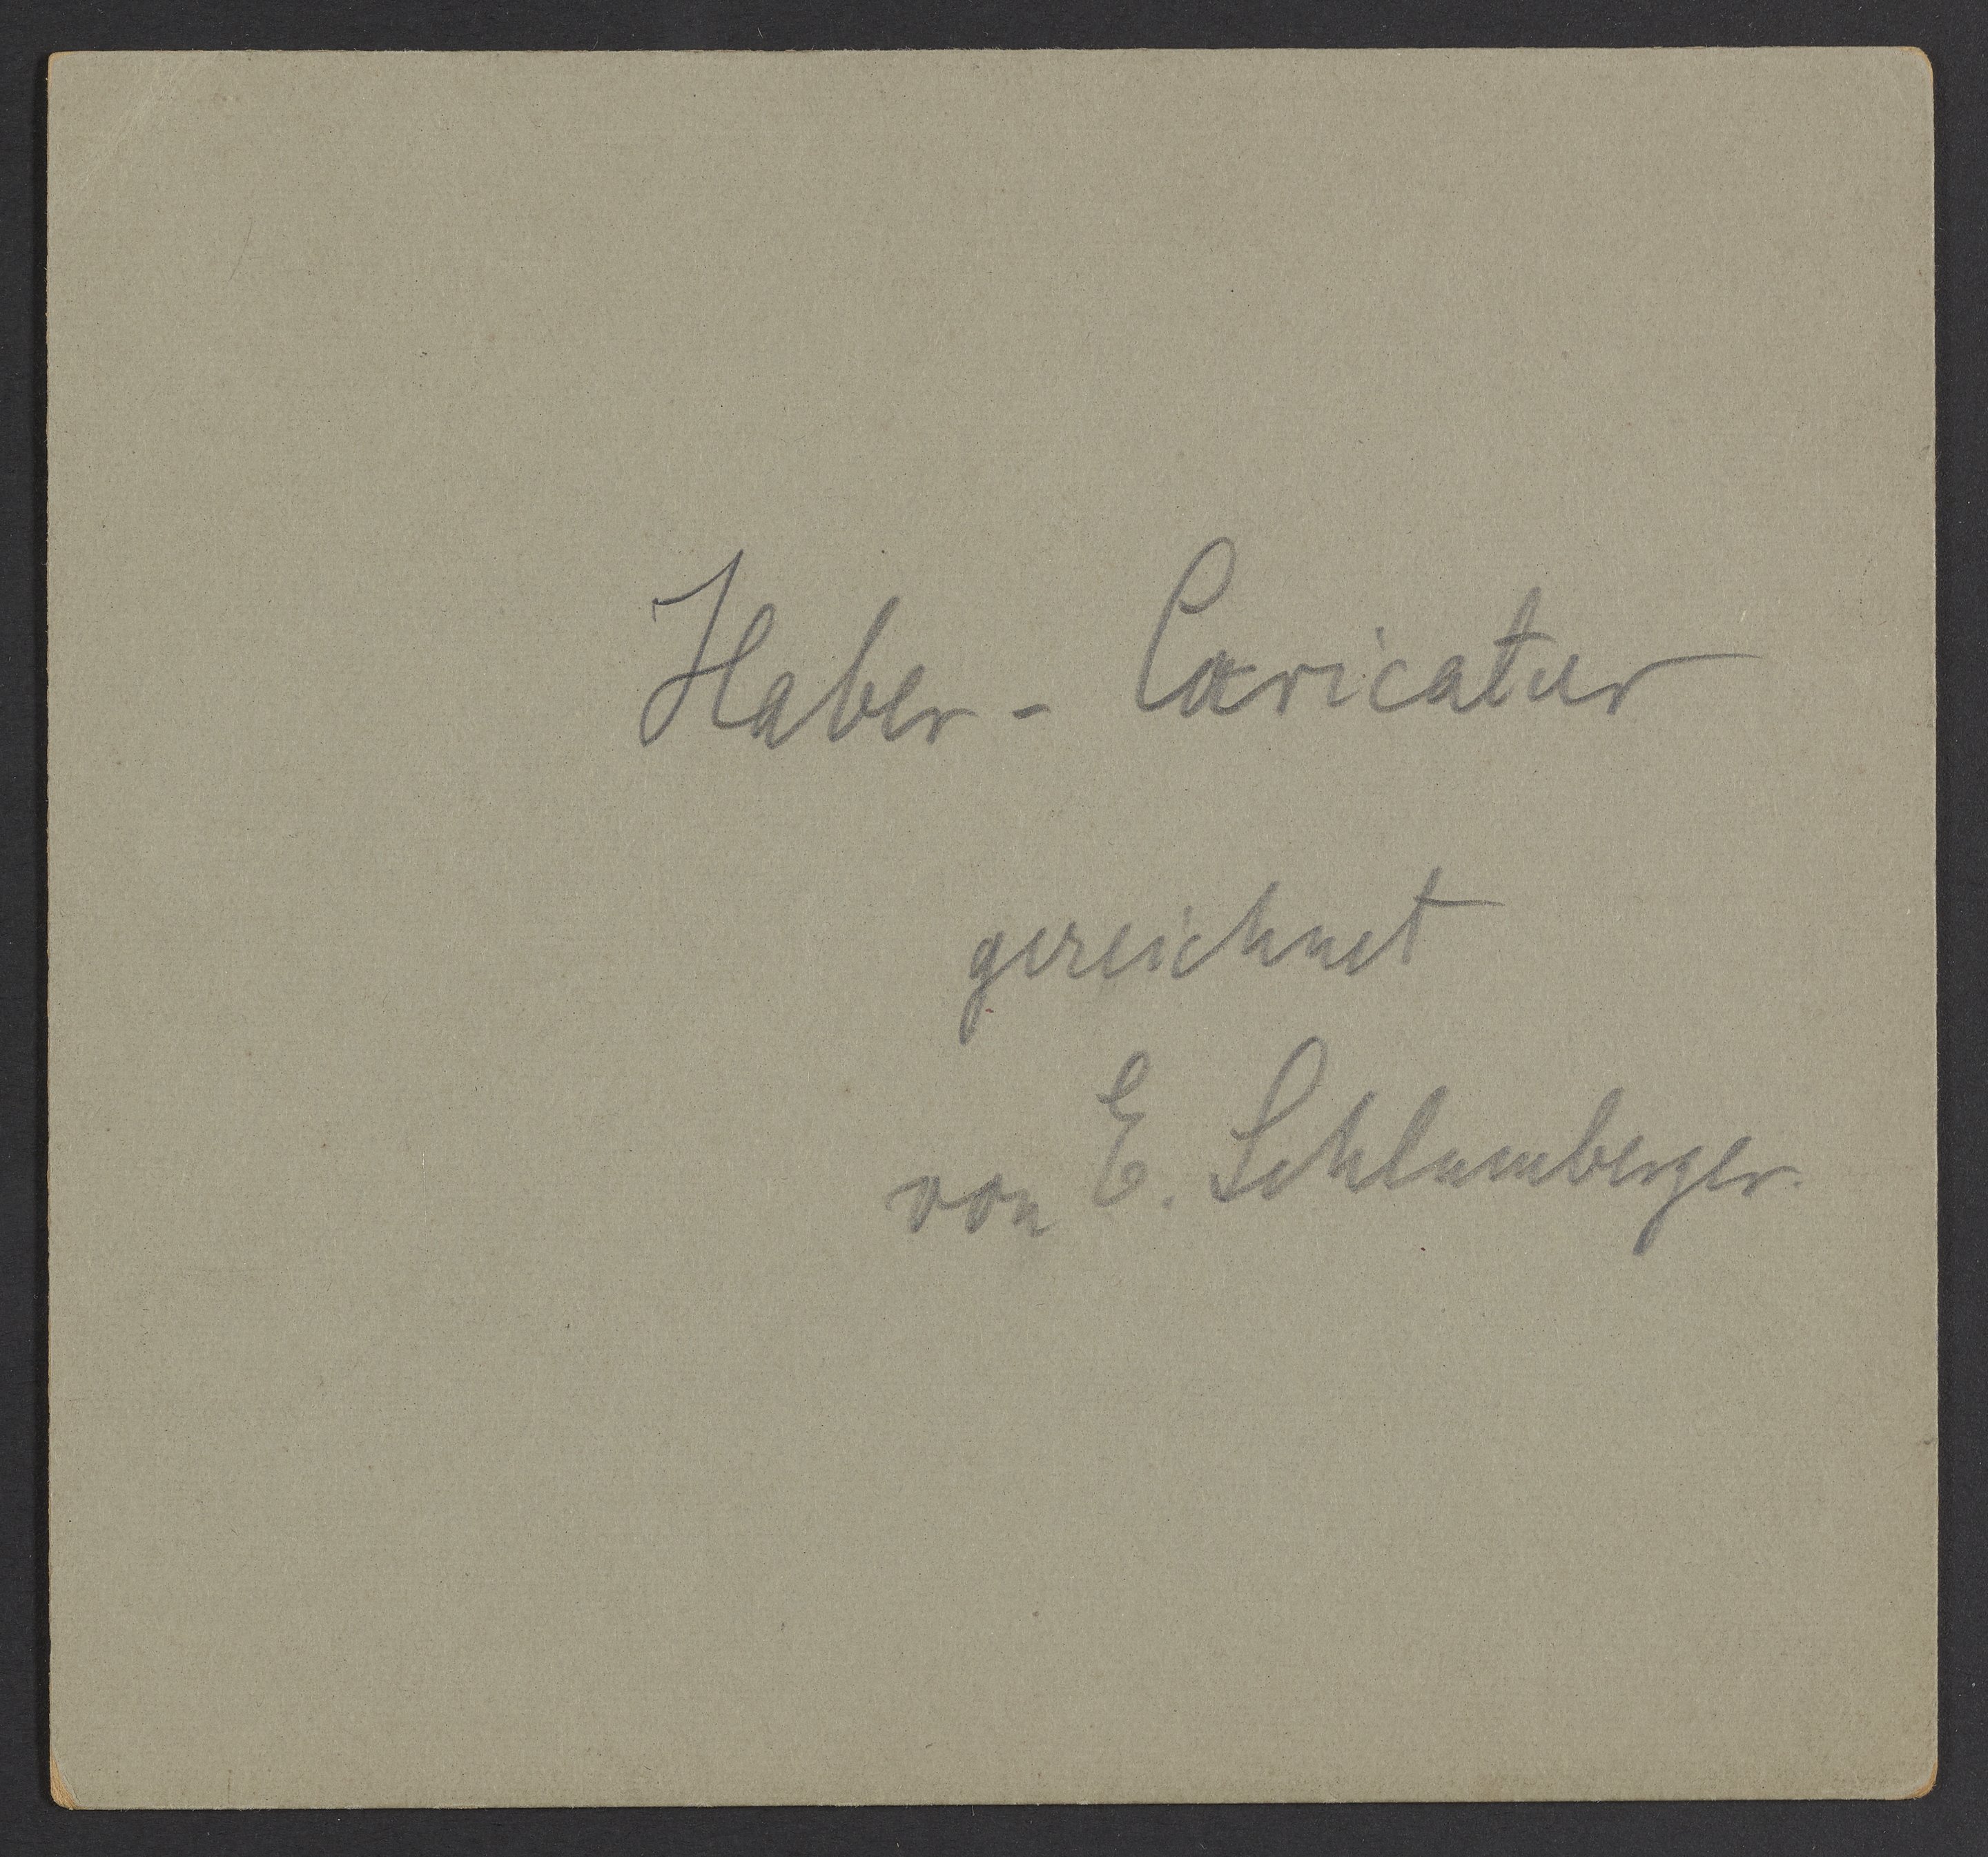 Haber - Caricatur
gezeichnet
von E. Schlumberger.